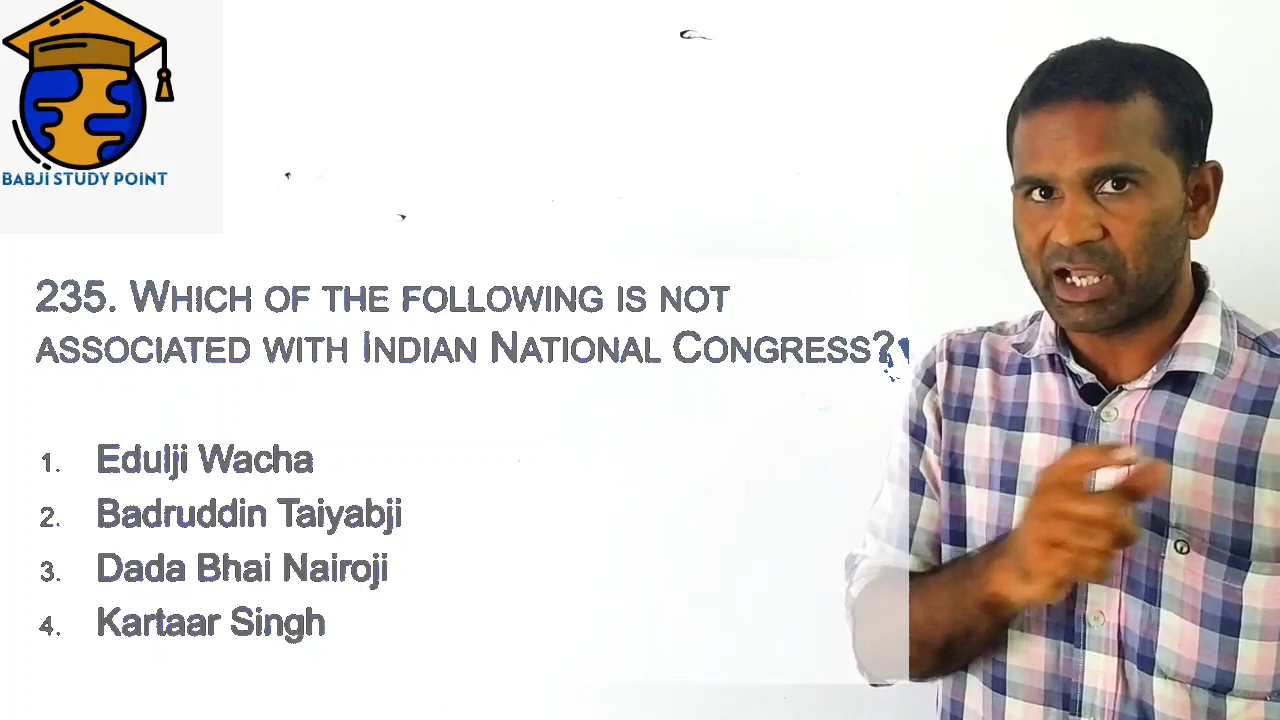 BABJI STUDY POINT
235. WHICH OF THE FOLLOWING IS NOT
ASSOCIATED WITH INDIAN NATIONAL CONGRESS?
1. Edulji Wacha
2. Badruddin Taiyabji
3. Dada Bhai Nairoji
4. Kartaar Singh